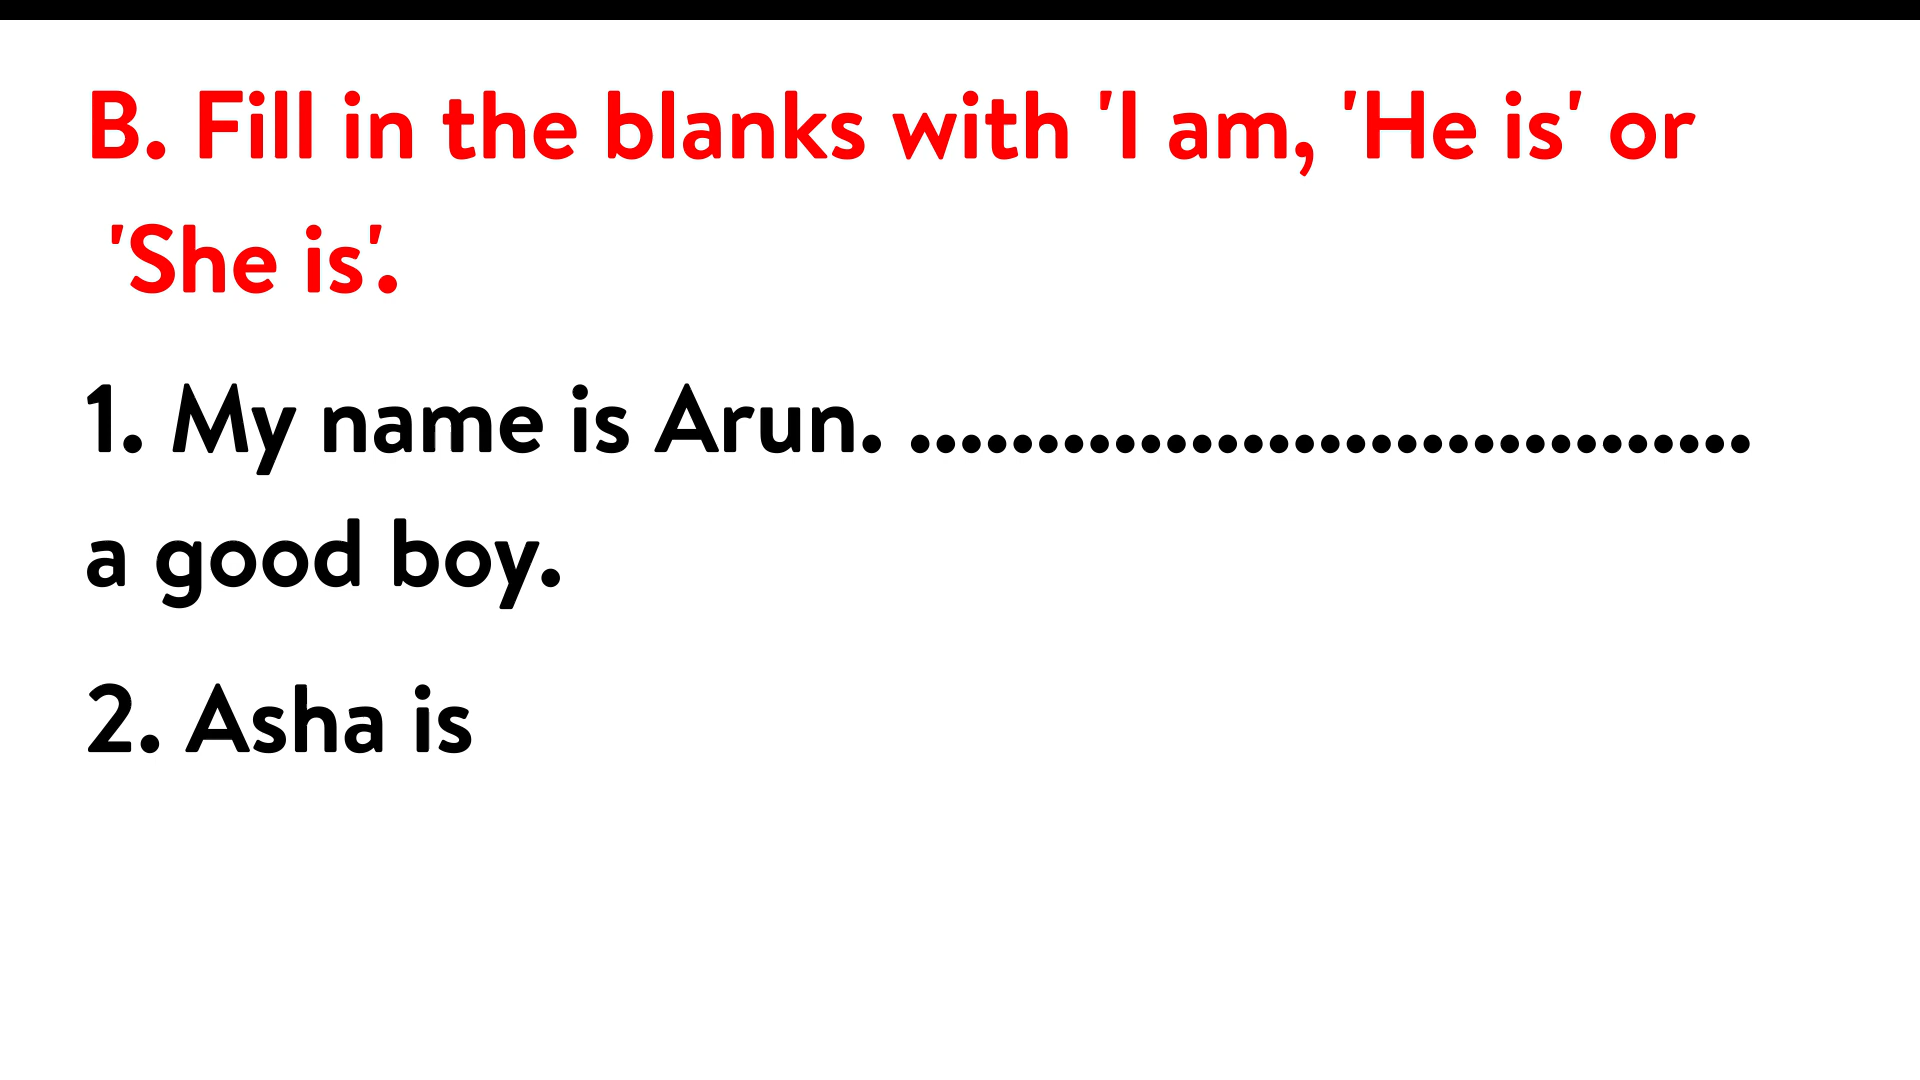 B. Fill in the blanks with 'I am, 'He is' or
'She is'.
1. My name is Arun. .................................
a good boy.
2. Asha is